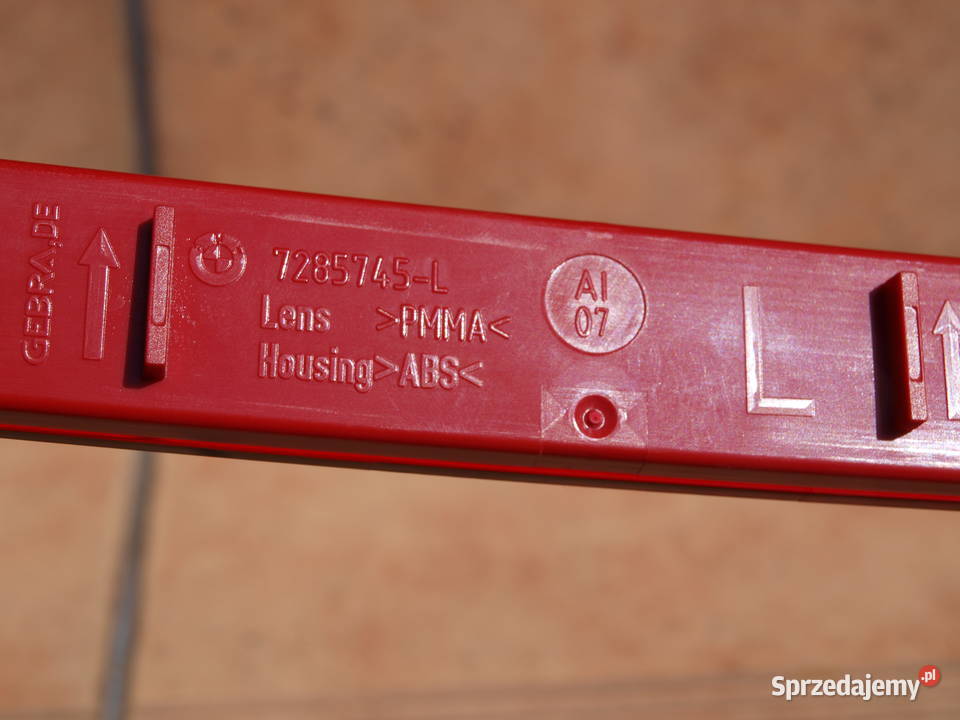 GEBRA,DE
7285745-L
Lens >PMMA<
Housing>ABS<
AI
07
L
Sprzedajemy.pl